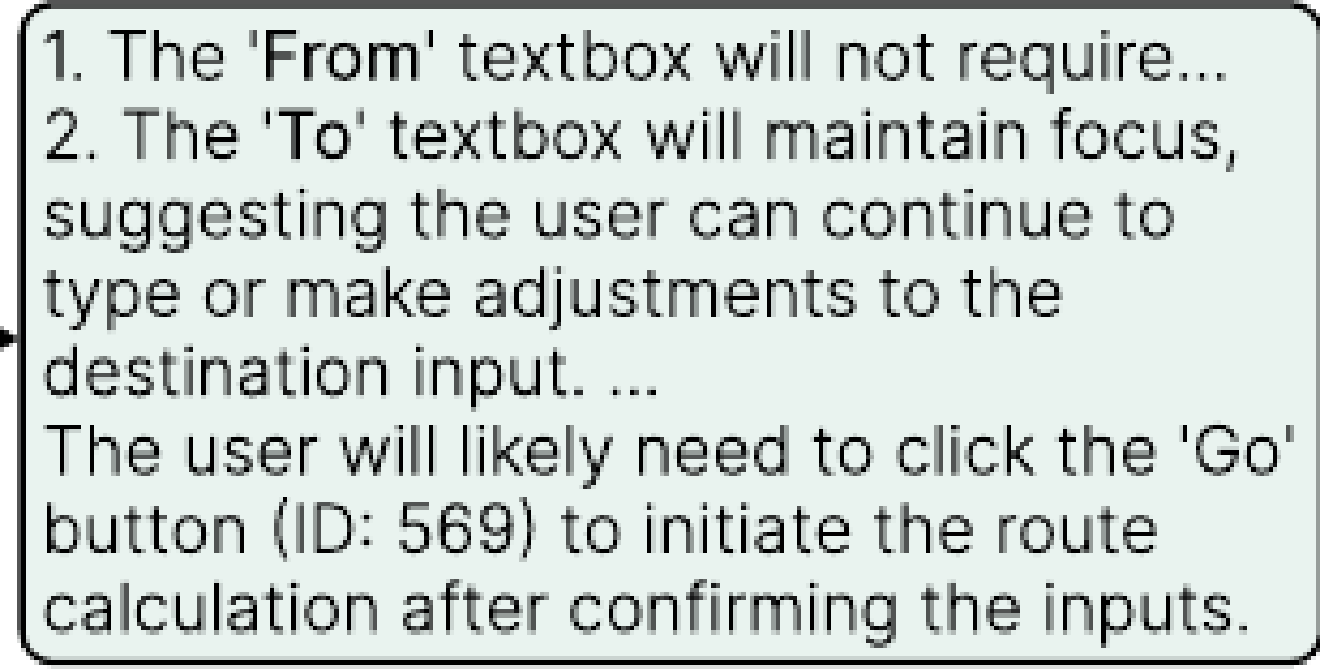 1. The 'From' textbox will not require...
2. The 'To' textbox will maintain focus,
suggesting the user can continue to
type or make adjustments to the
destination input. ...
The user will likely need to click the 'Go'
button (ID: 569) to initiate the route
calculation after confirming the inputs.